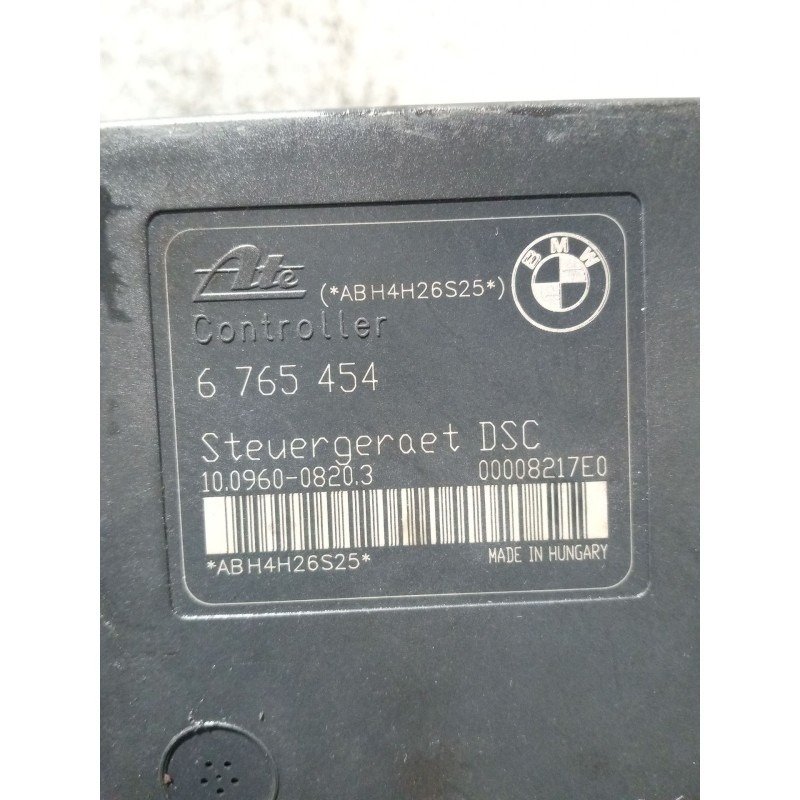 Ate (*ABH4H26S25*) BMW
Controller
6 765 454
Steuergeraet DSC
10.0960-0820.3 00008217E0
*ABH4H26S25* MADE IN HUNGARY